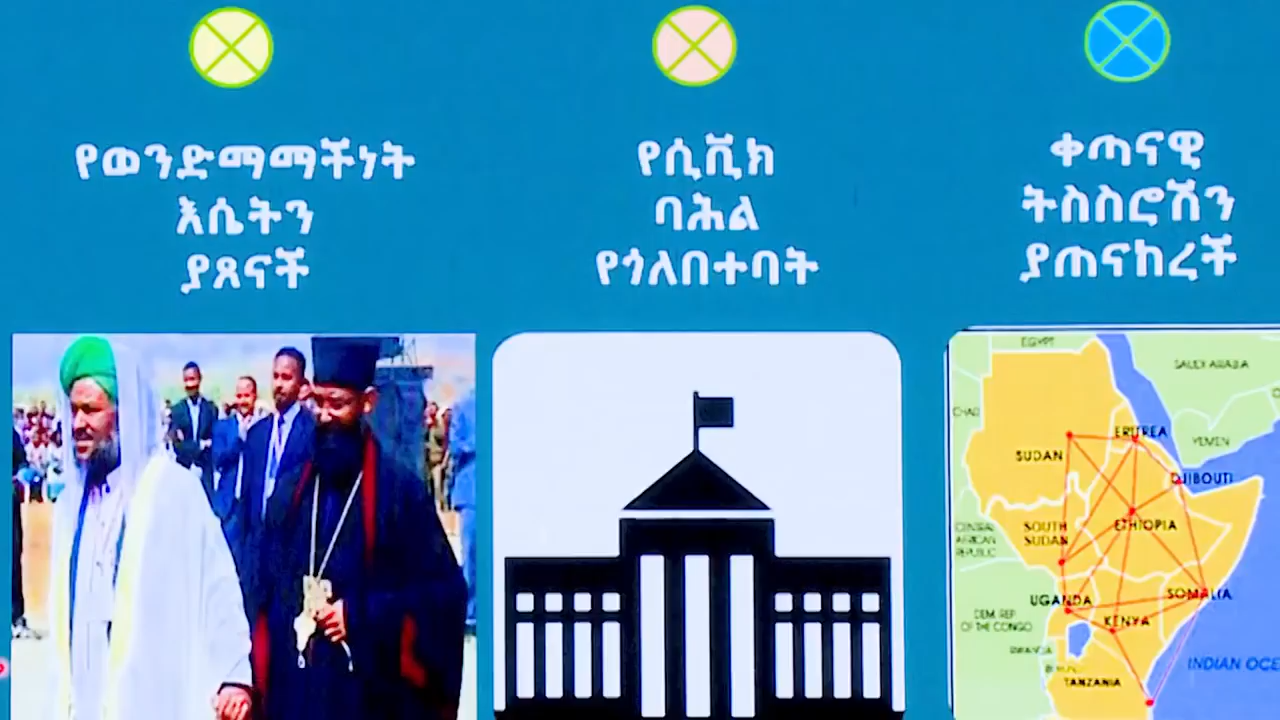 የወንድማማችነት
እሴትን
ያጸናች
የሲቪክ
ባሕል
የጎለበተባት
ቀጣናዊ
ትስስሮሽን
ያጠናከረች
EGYPT
SAUDI ARABIA
CHAD
ERITREA
YEMEN
SUDAN
DJIBOUTI
CENTRAL
AFRICAN
REPUBLIC
SOUTH
SUDAN
ETHIOPIA
UGANDA
SOMALIA
KENYA
DEM. REP
OF THE CONGO
RWANDA
TANZANIA
INDIAN OCE